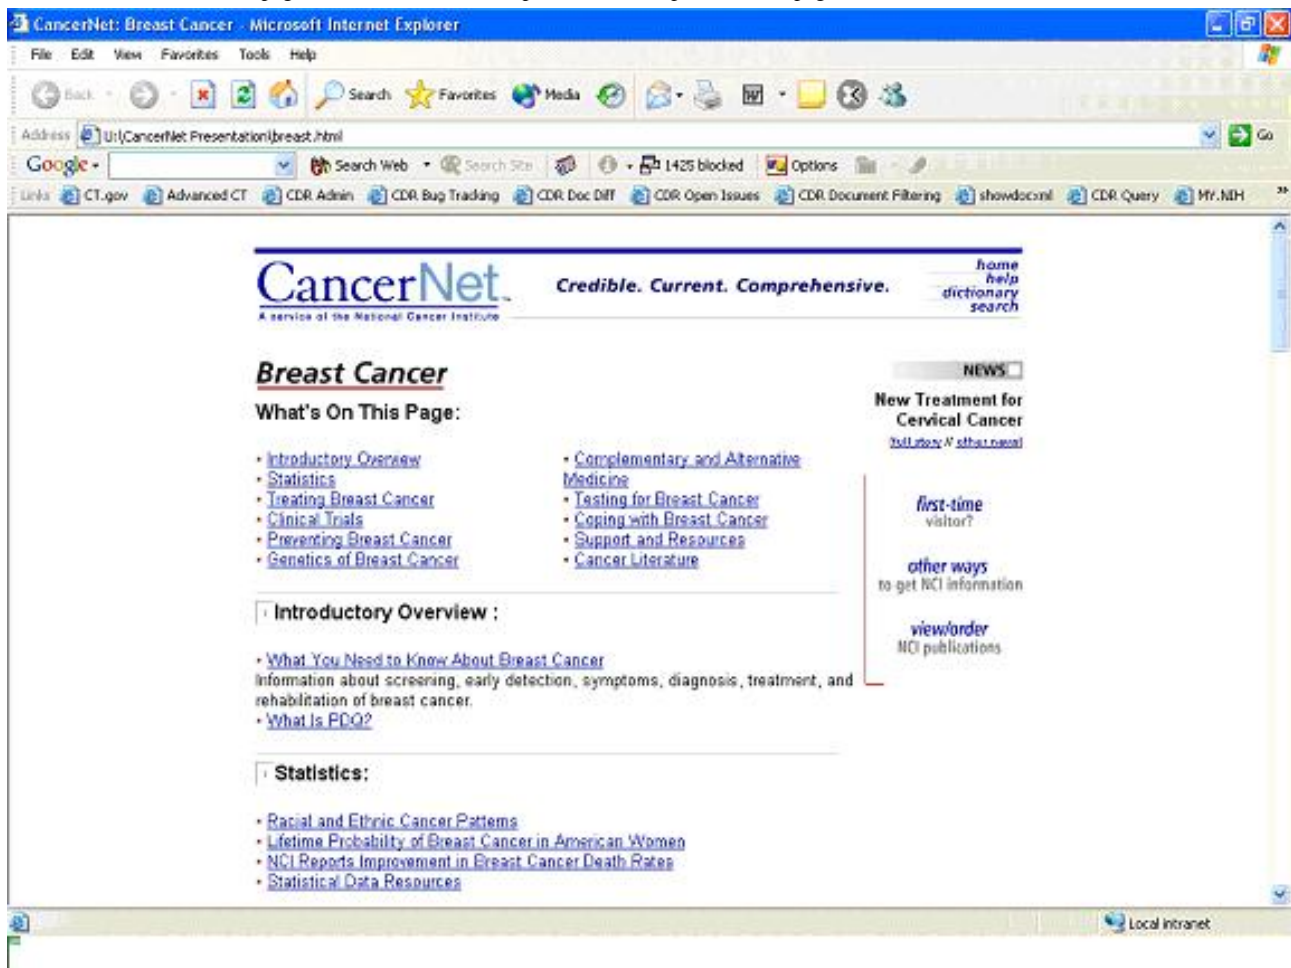 CancerNet: Breast Cancer - Microsoft Internet Explorer
File Edit View Favorites Tools Help
Back Search Favorites Media
Address U:\CancerNet Presentation\breast.html Go
Google Search Web Search Site 1425 blocked Options
Links CT.gov Advanced CT CDR Admin CDR Bug Tracking CDR Doc Diff CDR Open Issues CDR Document Filtering showdocxml CDR Query MY.NIH »
CancerNet™
A service of the National Cancer Institute
Credible. Current. Comprehensive.
home
help
dictionary
search
Breast Cancer
What's On This Page:
• Introductory Overview
• Statistics
• Treating Breast Cancer
• Clinical Trials
• Preventing Breast Cancer
• Genetics of Breast Cancer
• Complementary and Alternative
Medicine
• Testing for Breast Cancer
• Coping with Breast Cancer
• Support and Resources
• Cancer Literature
NEWS
New Treatment for
Cervical Cancer
full story // other news
first-time
visitor?
other ways
to get NCI information
view/order
NCI publications
Introductory Overview :
• What You Need to Know About Breast Cancer
Information about screening, early detection, symptoms, diagnosis, treatment, and
rehabilitation of breast cancer.
• What Is PDQ?
Statistics:
• Racial and Ethnic Cancer Patterns
• Lifetime Probability of Breast Cancer in American Women
• NCI Reports Improvement in Breast Cancer Death Rates
• Statistical Data Resources
Local intranet